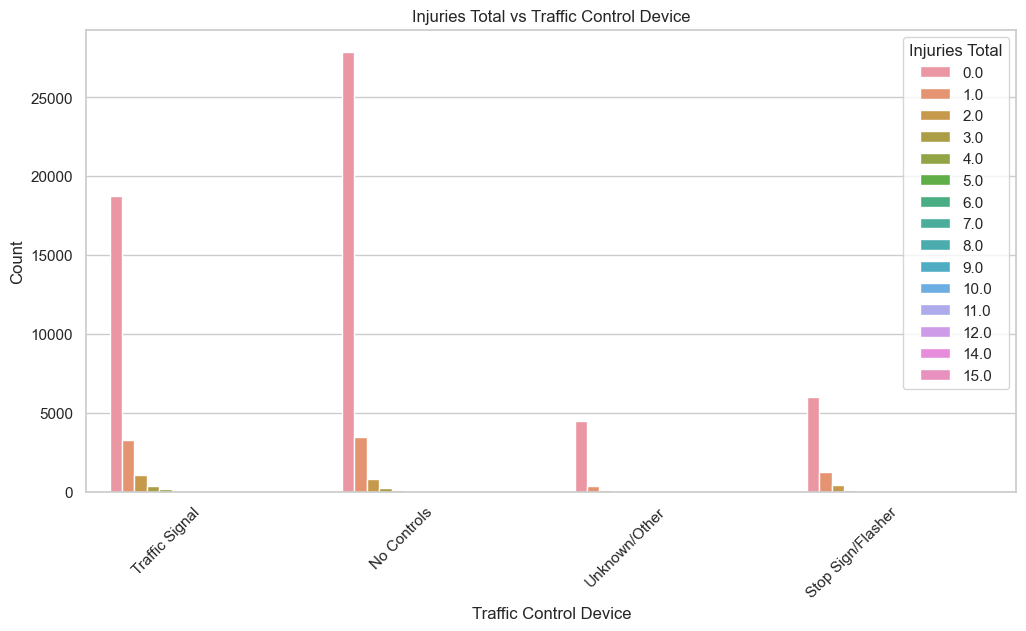 Injuries Total vs Traffic Control Device
Injuries Total
0.0
1.0
2.0
3.0
4.0
5.0
6.0
7.0
8.0
9.0
10.0
11.0
12.0
14.0
15.0
Count
25000
20000
15000
10000
5000
0
Traffic Signal
No Controls
Unknown/Other
Stop Sign/Flasher
Traffic Control Device